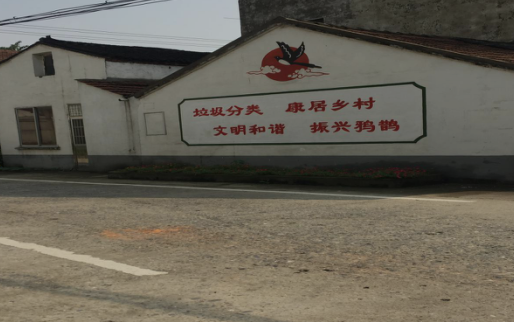 垃圾分类 康居乡村
文明和谐 振兴鸦鹊